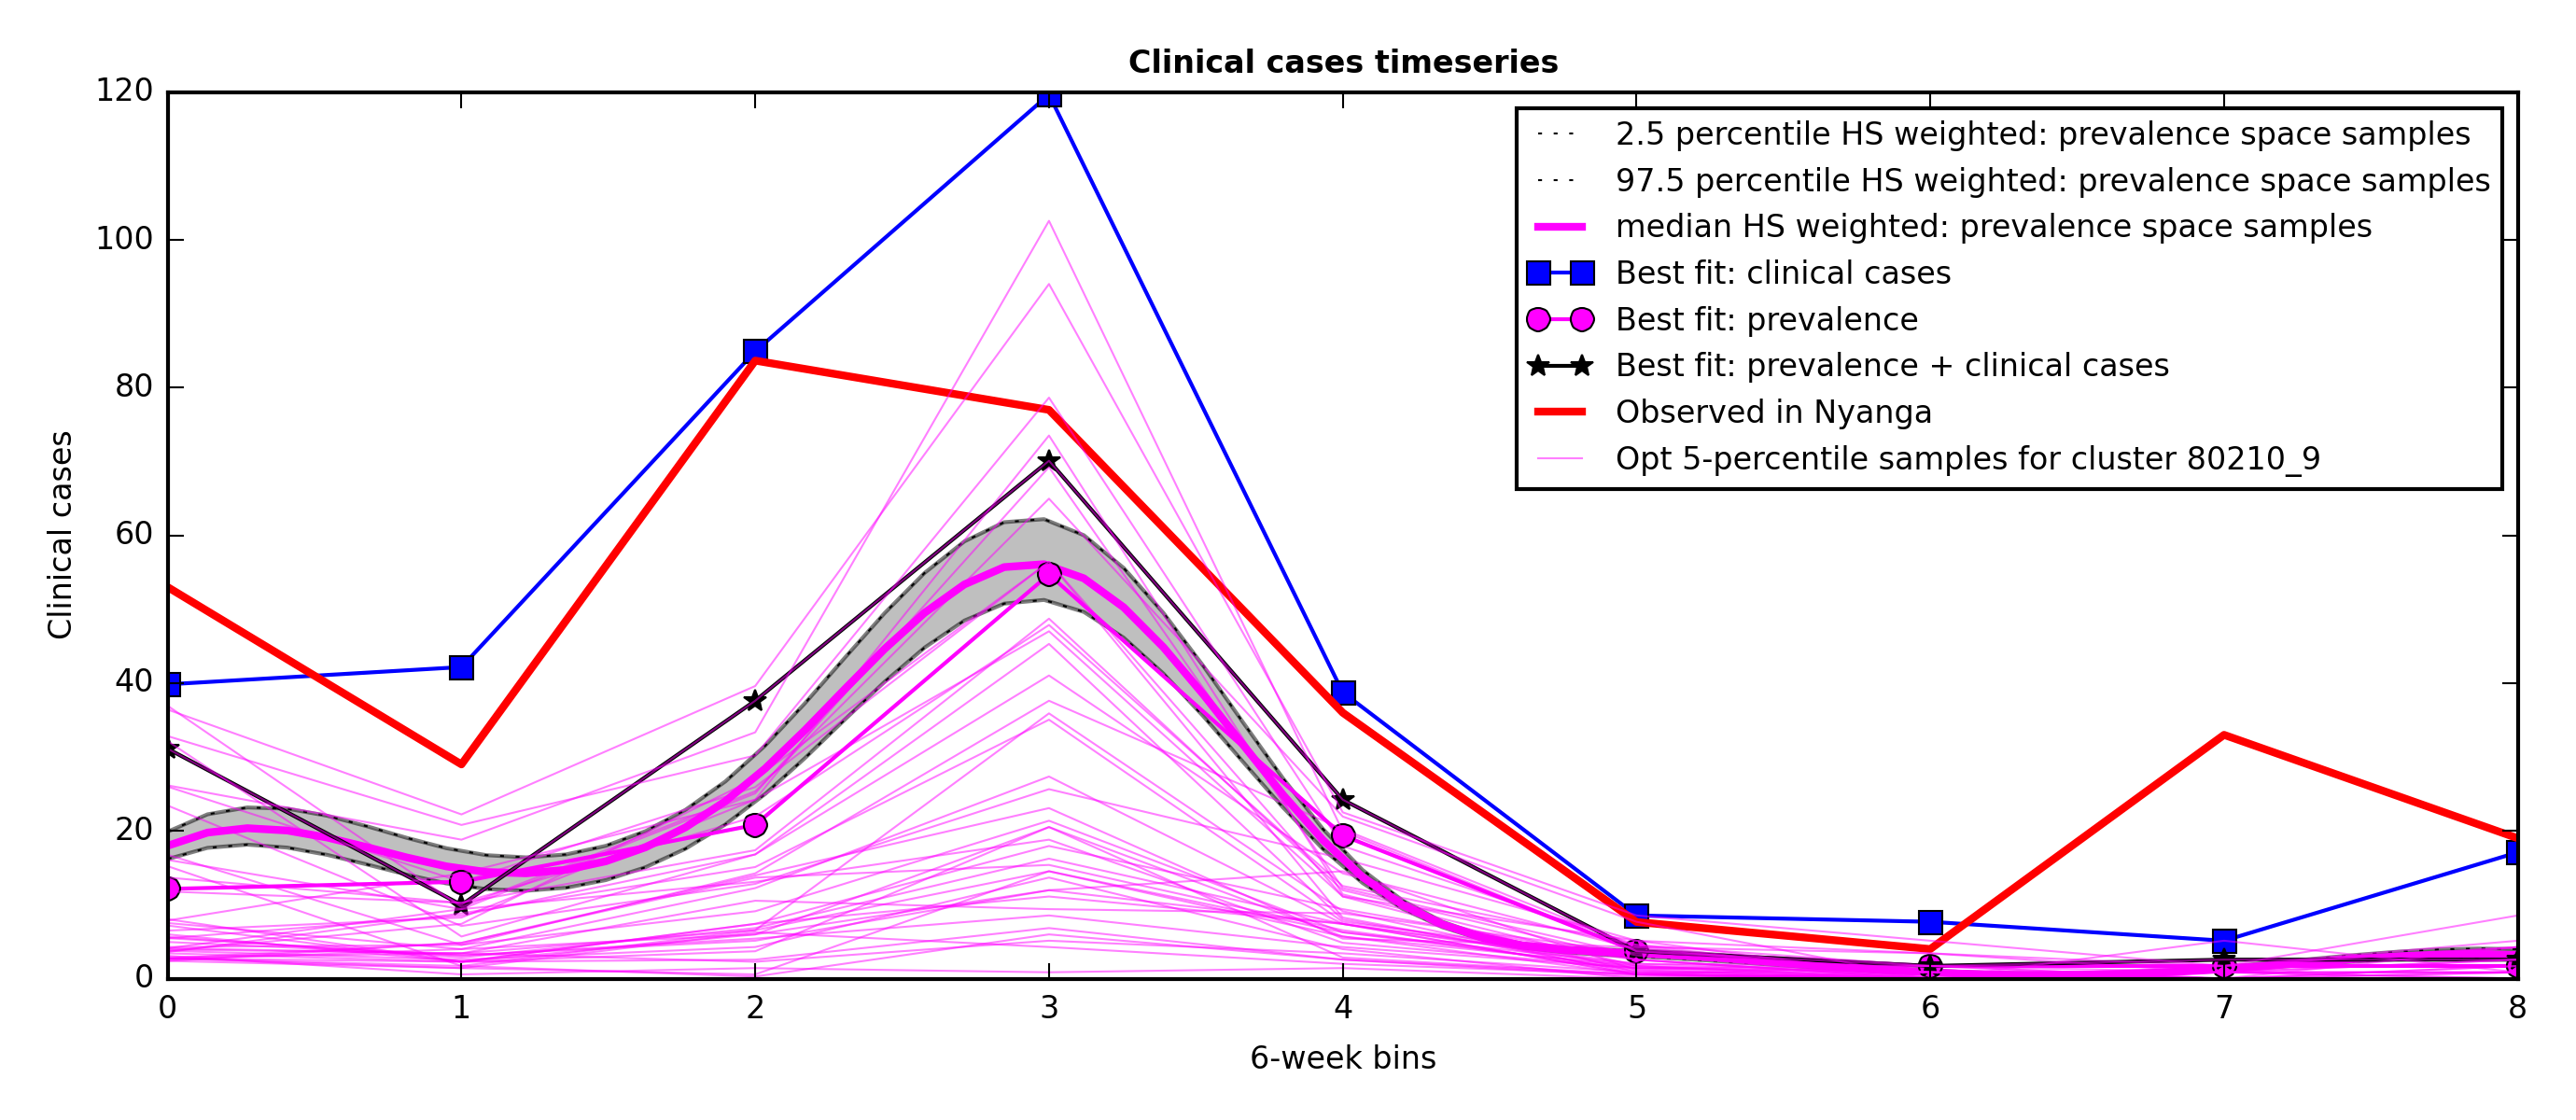 Clinical cases timeseries
120
100
80
60
40
20
0
Clinical cases
2.5 percentile HS weighted: prevalence space samples
97.5 percentile HS weighted: prevalence space samples
median HS weighted: prevalence space samples
Best fit: clinical cases
Best fit: prevalence
Best fit: prevalence + clinical cases
Observed in Nyanga
Opt 5-percentile samples for cluster 80210_9
0 1 2 3 4 5 6 7 8
6-week bins